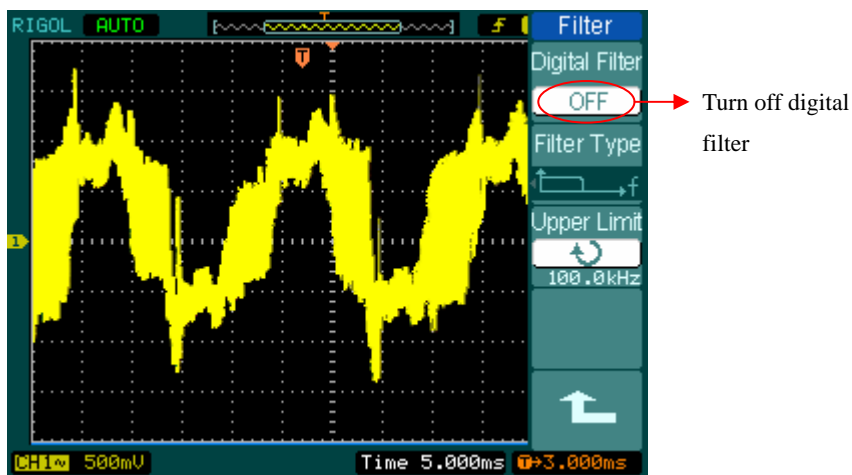 RIGOL AUTO
T
T
Filter
Digital Filter
OFF
Turn off digital
filter
Filter Type
f
Upper Limit
100.0kHz
1
CH1~ 500mV Time 5.000ms T→3.000ms